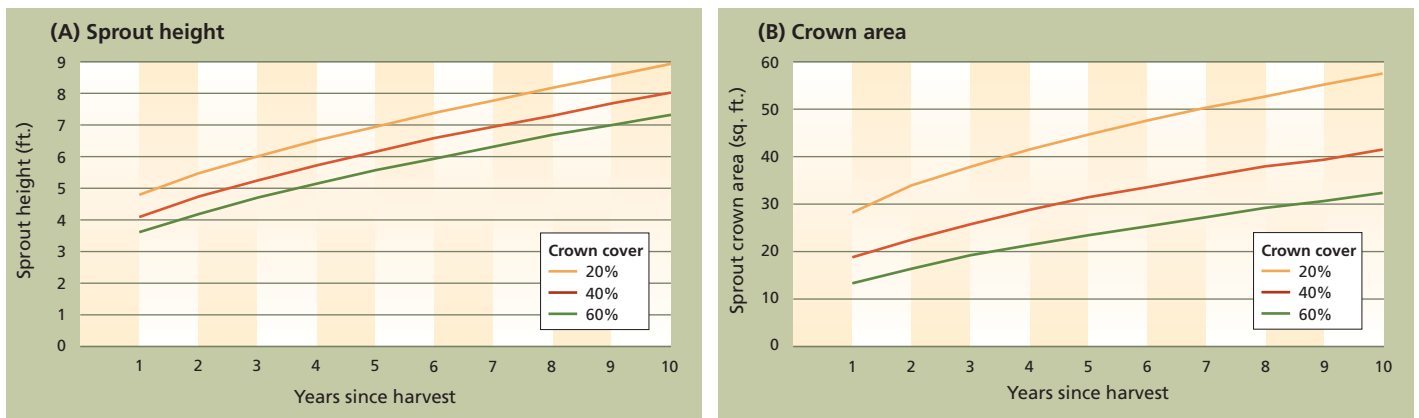 (A) Sprout height
Sprout height (ft.)
9
8
7
6
5
4
3
2
1
0
Crown cover
20%
40%
60%
1 2 3 4 5 6 7 8 9 10
Years since harvest
(B) Crown area
Sprout crown area (sq. ft.)
60
50
40
30
20
10
0
Crown cover
20%
40%
60%
1 2 3 4 5 6 7 8 9 10
Years since harvest